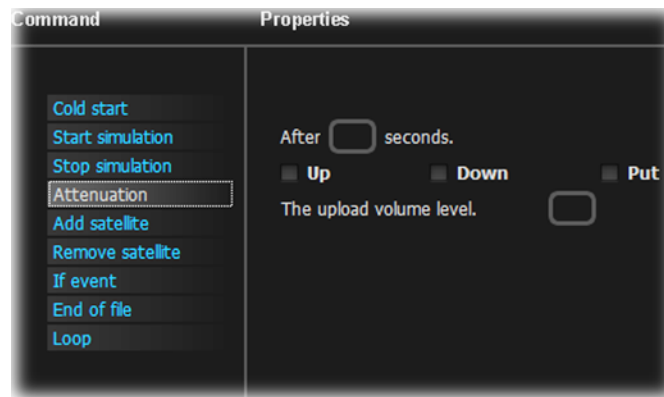 Command
Properties
Cold start
Start simulation
Stop simulation
Attenuation
Add satellite
Remove satellite
If event
End of file
Loop
After seconds.
Up Down Put
The upload volume level.